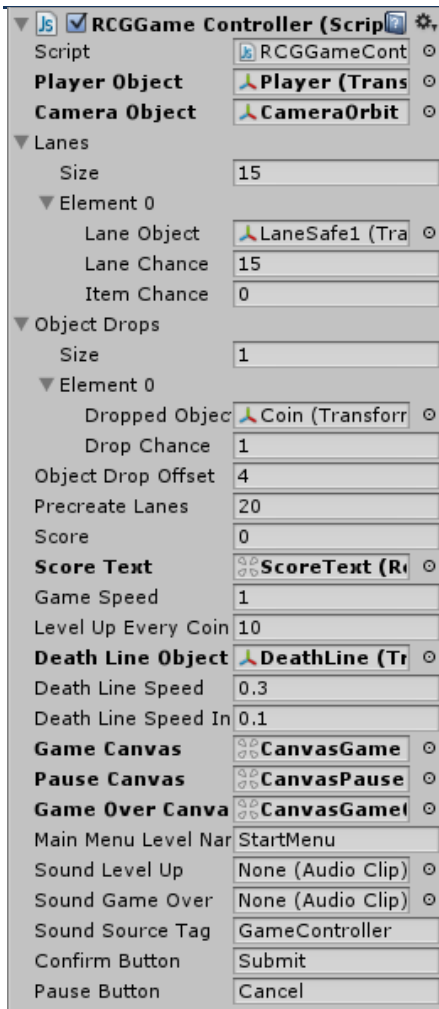 RCGGame Controller (Scrip
Script RCGGameCont
Player Object Player (Trans
Camera Object CameraOrbit
Lanes
Size 15
Element 0
Lane Object LaneSafe1 (Tra
Lane Chance 15
Item Chance 0
Object Drops
Size 1
Element 0
Dropped Objec Coin (Transforr
Drop Chance 1
Object Drop Offset 4
Precreate Lanes 20
Score 0
Score Text ScoreText (Re
Game Speed 1
Level Up Every Coin 10
Death Line Object DeathLine (Tr
Death Line Speed 0.3
Death Line Speed In 0.1
Game Canvas CanvasGame
Pause Canvas CanvasPause
Game Over Canva CanvasGameO
Main Menu Level Nar StartMenu
Sound Level Up None (Audio Clip)
Sound Game Over None (Audio Clip)
Sound Source Tag GameController
Confirm Button Submit
Pause Button Cancel